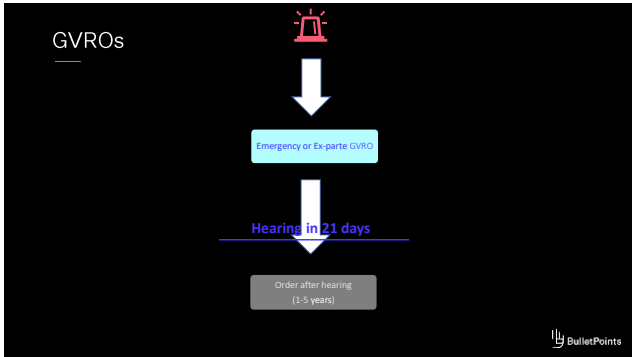 GVROs
Emergency or Ex-parte GVRO
Hearing in 21 days
Order after hearing
(1-5 years)
BulletPoints